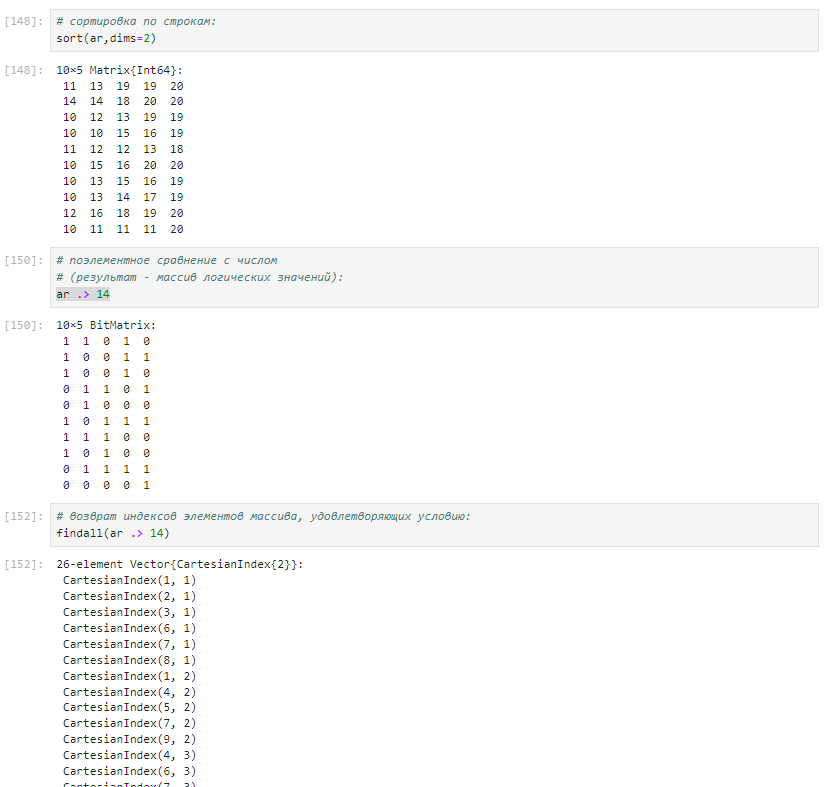 [148]: # сортировка по строкам:
sort(ar,dims=2)
[148]: 10×5 Matrix{Int64}:
11 13 19 19 20
14 14 18 20 20
10 12 13 19 19
10 10 15 16 19
11 12 12 13 18
10 15 16 20 20
10 13 15 16 19
10 13 14 17 19
12 16 18 19 20
10 11 11 11 20
[150]: # поэлементное сравнение с числом
# (результат - массив логических значений):
ar .> 14
[150]: 10×5 BitMatrix:
1 1 0 1 0
1 0 0 1 1
1 0 0 1 0
0 1 1 0 1
0 1 0 0 0
1 0 1 1 1
1 1 1 0 0
1 0 1 0 0
0 1 1 1 1
0 0 0 0 1
[152]: # возврат индексов элементов массива, удовлетворяющих условию:
findall(ar .> 14)
[152]: 26-element Vector{CartesianIndex{2}}:
CartesianIndex(1, 1)
CartesianIndex(2, 1)
CartesianIndex(3, 1)
CartesianIndex(6, 1)
CartesianIndex(7, 1)
CartesianIndex(8, 1)
CartesianIndex(1, 2)
CartesianIndex(4, 2)
CartesianIndex(5, 2)
CartesianIndex(7, 2)
CartesianIndex(9, 2)
CartesianIndex(4, 3)
CartesianIndex(6, 3)
CartesianIndex(7, 3)